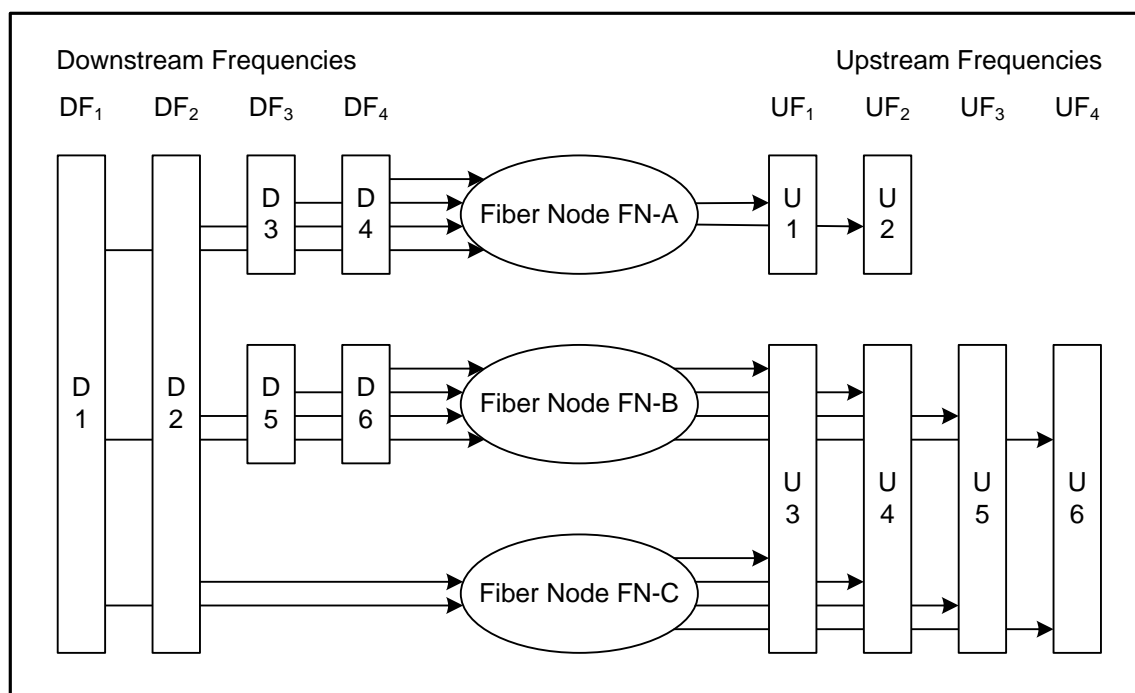 Downstream Frequencies
Upstream Frequencies
DF₁ DF₂ DF₃ DF₄
UF₁ UF₂ UF₃ UF₄
D
1
D
2
D
3
D
4
Fiber Node FN-A
U
1
U
2
D
5
D
6
Fiber Node FN-B
U
3
U
4
U
5
U
6
Fiber Node FN-C